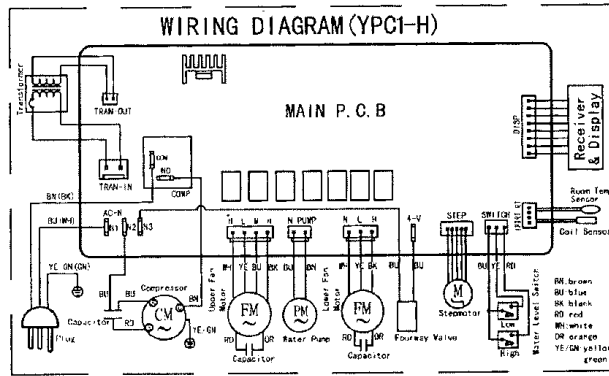 WIRING DIAGRAM(YPC1-H)
Transformer
TRAN-OUT
TRAN-IN
MAIN P.C.B
COM
NO
COMP
DISP
Receiver
& Display
Room Temp
Sensor
Coil Sensor
BN(BK)
BU(WH)
AC-N
N1
N2
N3
H L M H
N PUMP
N L H
4-V
STEP
SWITCH
YE GN(GN)
BU
BU
RD
Capacitor
Compressor
CM
BN
YE-GN
Plug
Upper Fan
Motor
WH YE BU BK
FM
RD
OR
Capacitor
BU BN
PM
Water Pump
Lower Fan
Motor
WH YE BK
FM
RD
OR
Capacitor
BU BU
Fourway Valve
M
Stepmotor
BU YE RD
Low
High
Water Level Switch
BN:brown
BU:blue
BK black
RD red
WH:white
OR orange
YE/GN:yellow
green